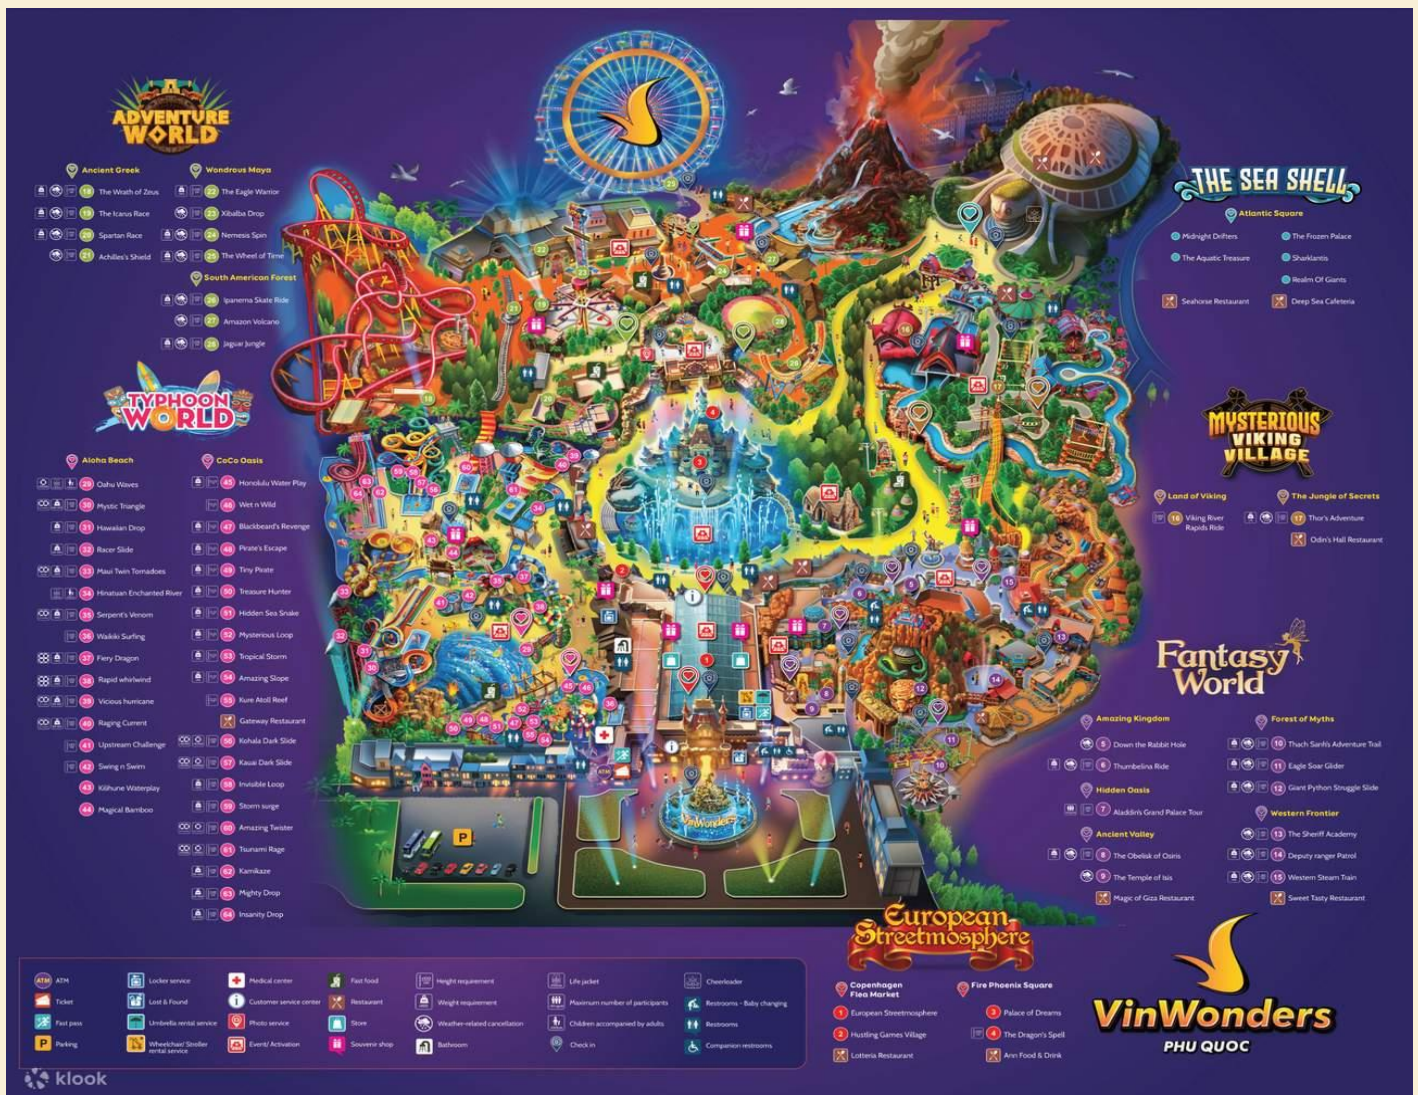 ADVENTURE
WORLD
Ancient Greek
18 The Wrath of Zeus
19 The Icarus Race
20 Spartan Race
21 Achilles's Shield
Wondrous Maya
22 The Eagle Warrior
23 Xibalba Drop
24 Nemesis Spin
25 The Wheel of Time
South American Forest
26 Ipanema Skate Ride
27 Amazon Volcano
28 Jaguar Jungle
TYPHOON
WORLD
Aloha Beach
29 Oahu Waves
30 Mystic Triangle
31 Hawaiian Drop
32 Racer Slide
33 Maui Twin Tornadoes
34 Hinatuan Enchanted River
35 Serpent's Venom
36 Waikiki Surfing
37 Fiery Dragon
38 Rapid whirlwind
39 Vicious hurricane
40 Raging Current
41 Upstream Challenge
42 Swing n Swim
43 Kilihune Waterplay
44 Magical Bamboo
CoCo Oasis
45 Honolulu Water Play
46 Wet n Wild
47 Blackbeard's Revenge
48 Pirate's Escape
49 Tiny Pirate
50 Treasure Hunter
51 Hidden Sea Snake
52 Mysterious Loop
53 Tropical Storm
54 Amazing Slope
55 Kure Atoll Reef
Gateway Restaurant
56 Kohala Dark Slide
57 Kauai Dark Slide
58 Invisible Loop
59 Storm surge
60 Amazing Twister
61 Tsunami Rage
62 Kamikaze
63 Mighty Drop
64 Insanity Drop
THE SEA SHELL
Atlantic Square
Midnight Drifters
The Aquatic Treasure
The Frozen Palace
Sharklantis
Realm Of Giants
Seahorse Restaurant
Deep Sea Cafeteria
MYSTERIOUS
VIKING
VILLAGE
Land of Viking
16 Viking River
Rapids Ride
The Jungle of Secrets
17 Thor's Adventure
Odin's Hall Restaurant
Fantasy
World
Amazing Kingdom
5 Down the Rabbit Hole
6 Thumbelina Ride
Hidden Oasis
7 Aladdin's Grand Palace Tour
Ancient Valley
8 The Obelisk of Osiris
9 The Temple of Isis
Magic of Giza Restaurant
Forest of Myths
10 Thach Sanh's Adventure Trail
11 Eagle Soar Glider
12 Giant Python Struggle Slide
Western Frontier
13 The Sheriff Academy
14 Deputy ranger Patrol
15 Western Steam Train
Sweet Tasty Restaurant
VinWonders
P
ATM
European
Streetmosphere
Copenhagen
Flea Market
1 European Streetmosphere
2 Hustling Games Village
Lotteria Restaurant
Fire Phoenix Square
3 Palace of Dreams
4 The Dragon's Spell
Ann Food & Drink
VinWonders
PHU QUOC
ATM ATM
Ticket
Fast pass
P Parking
Locker service
Lost & Found
Umbrella rental service
Wheelchair/ Stroller
rental service
Medical center
Customer service center
Photo service
Event/ Activation
Fast food
Restaurant
Store
Souvenir shop
Height requirement
Weight requirement
Weather-related cancellation
Bathroom
Life jacket
Maximum number of participants
Children accompanied by adults
Check in
Cheerleader
Restrooms - Baby changing
Restrooms
Companion restrooms
klook